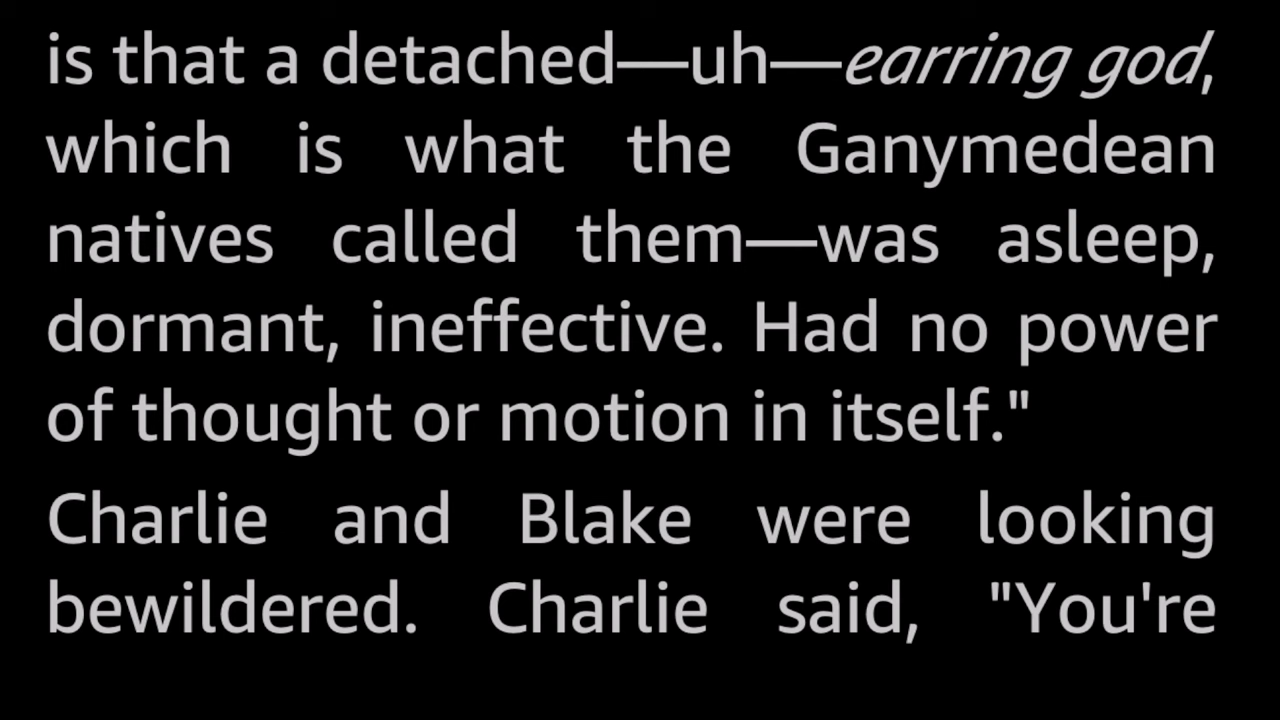 is that a detached—uh—earring god,
which is what the Ganymedean
natives called them—was asleep,
dormant, ineffective. Had no power
of thought or motion in itself."
Charlie and Blake were looking
bewildered. Charlie said, "You're